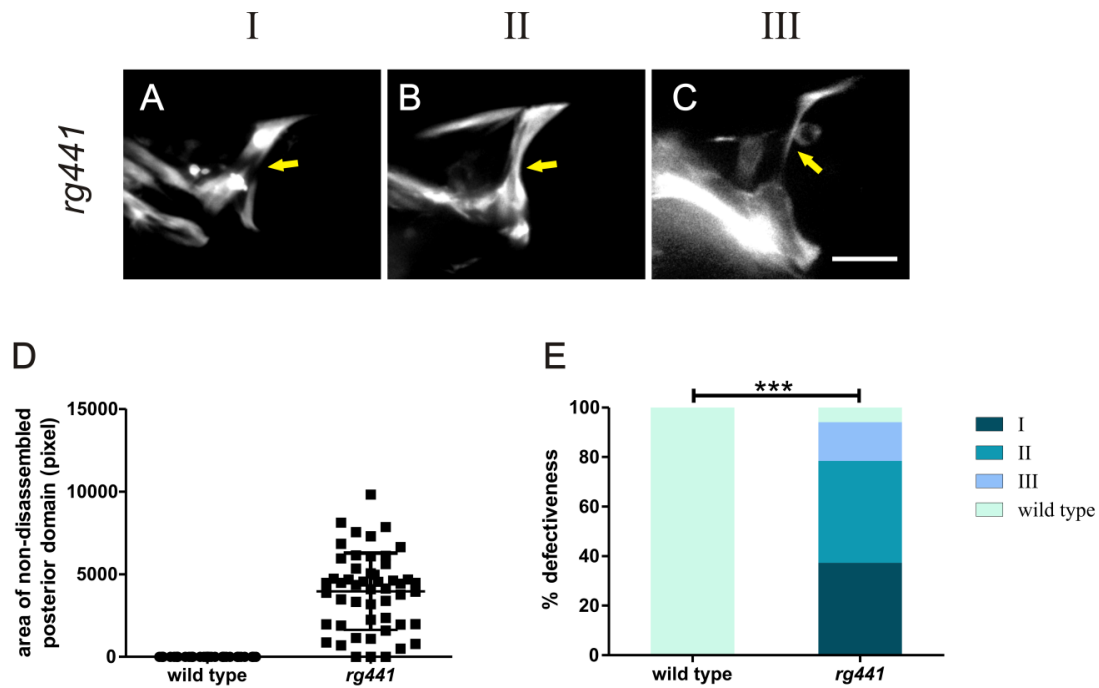 I II III
rg441
A B C
D
area of non-disassembled
posterior domain (pixel)
15000
10000
5000
0
wild type rg441
E
***
% defectiveness
100
80
60
40
20
0
wild type rg441
I
II
III
wild type